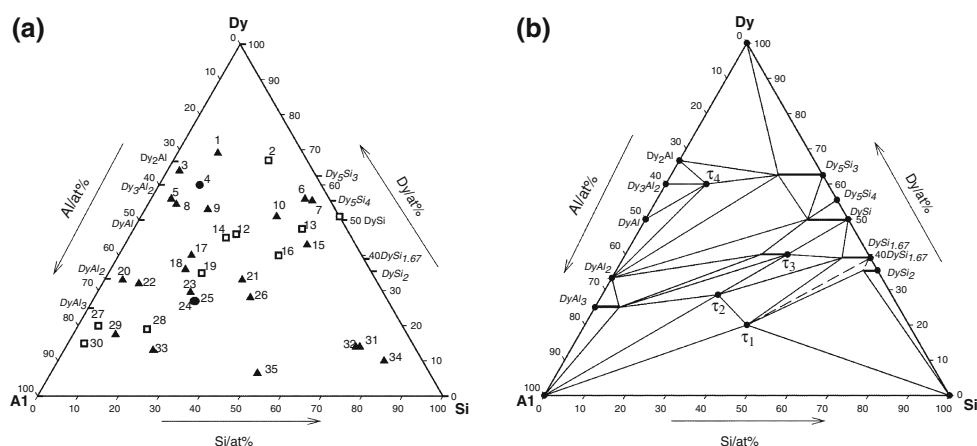 (a)
Dy
0 100
10 90
20 80
30 70
Dy₂Al
40 60
Dy₃Al₂
Dy₅Si₃
Dy₅Si₄
50 50 DySi
DyAl
60 40 DySi₁.₆₇
DySi₂
70 30
DyAl₂
80 20
DyAl₃
90 10
100 0
A1 Si
0 10 20 30 40 50 60 70 80 90 100
Si/at%
Al/at%
Dy/at%
1
2
3
4
5
6
7
8
9
10
14 12
13
15
16
17
18
19
20
21
22
23
24 25
26
27
28
29
30
31
32
33
34
35
(b)
Dy
0 100
10 90
20 80
30 70
Dy₂Al
Dy₅Si₃
40 60
Dy₃Al₂
Dy₅Si₄
50 50
DyAl
DySi
60 40 DySi₁.₆₇
DySi₁.₆₇
DySi₂
70 30
DyAl₂
80 20
DyAl₃
90 10
100 0
τ₄
τ₃
τ₂
τ₁
A1 Si
0 10 20 30 40 50 60 70 80 90 100
Si/at%
Al/at%
Dy/at%